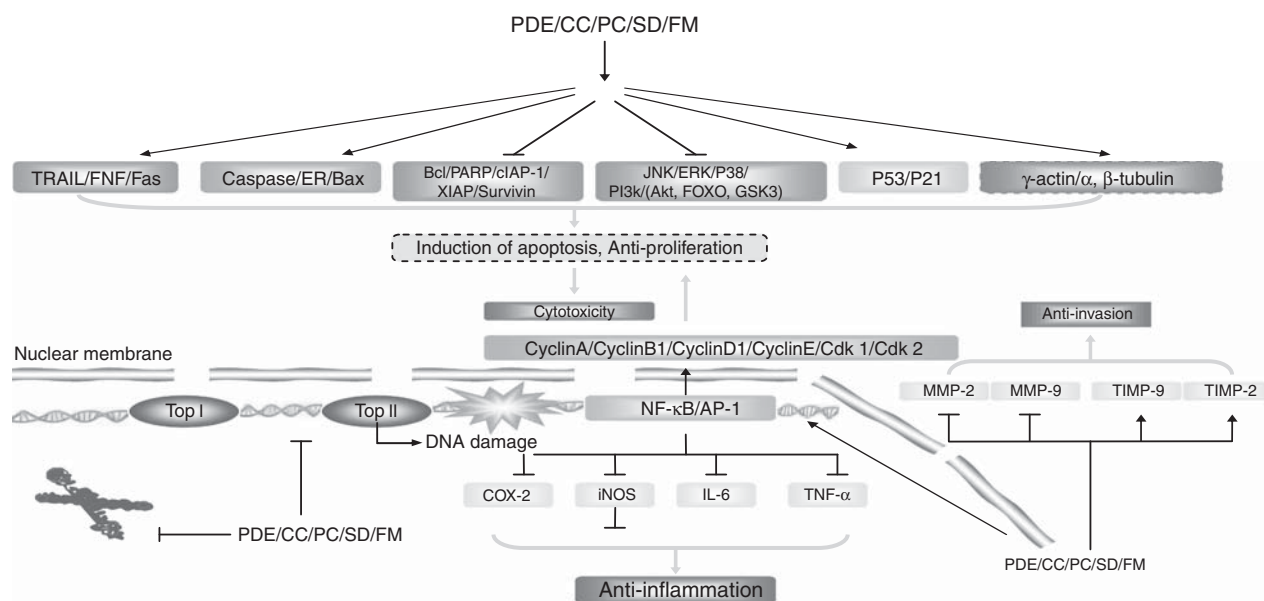 PDE/CC/PC/SD/FM
TRAIL/FNF/Fas
Caspase/ER/Bax
Bcl/PARP/cIAP-1/
XIAP/Survivin
JNK/ERK/P38/
PI3k/(Akt, FOXO, GSK3)
P53/P21
γ-actin/α, β-tubulin
Induction of apoptosis, Anti-proliferation
Cytotoxicity
Anti-invasion
Nuclear membrane
CyclinA/CyclinB1/CyclinD1/CyclinE/Cdk 1/Cdk 2
MMP-2
MMP-9
TIMP-9
TIMP-2
Top I
Top II
NF-κB/AP-1
DNA damage
COX-2
iNOS
IL-6
TNF-α
PDE/CC/PC/SD/FM
PDE/CC/PC/SD/FM
Anti-inflammation